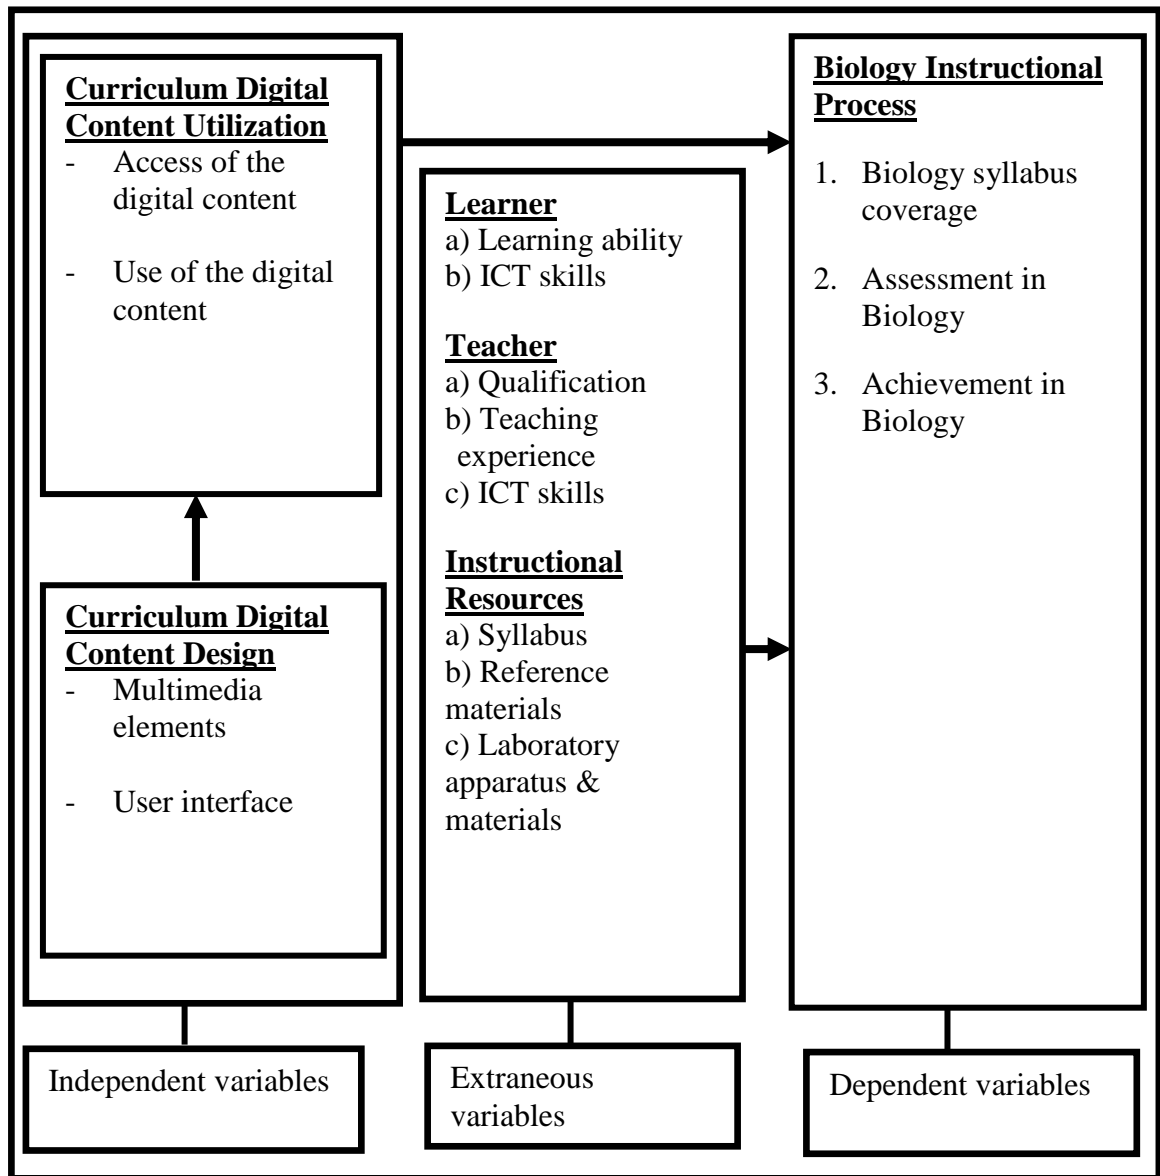 Curriculum Digital
Content Utilization
- Access of the
digital content
- Use of the digital
content
Curriculum Digital
Content Design
- Multimedia
elements
- User interface
Independent variables
Learner
a) Learning ability
b) ICT skills
Teacher
a) Qualification
b) Teaching
experience
c) ICT skills
Instructional
Resources
a) Syllabus
b) Reference
materials
c) Laboratory
apparatus &
materials
Extraneous
variables
Biology Instructional
Process
1. Biology syllabus
coverage
2. Assessment in
Biology
3. Achievement in
Biology
Dependent variables